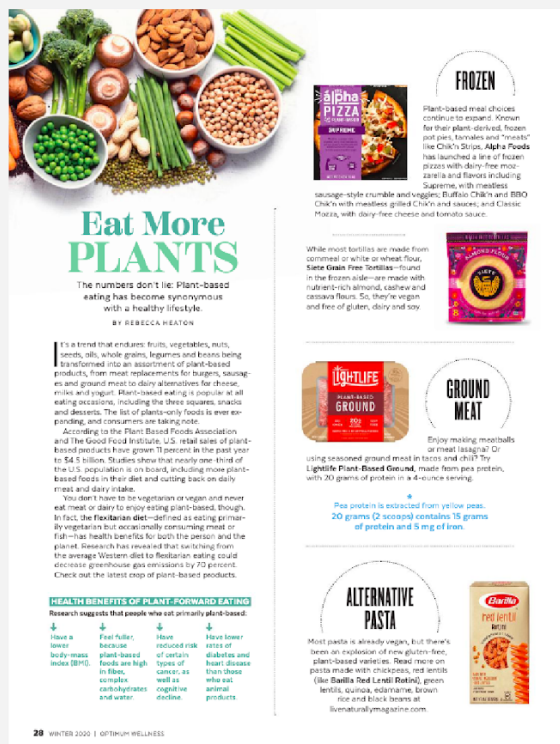 Eat More
PLANTS
The numbers don't lie: Plant-based
eating has become synonymous
with a healthy lifestyle.
BY REBECCA HEATON
It's a trend that endures: fruits, vegetables, nuts,
seeds, oils, whole grains, legumes and beans being
transformed into an assortment of plant-based
products, from meat replacements for burgers, sausag-
es and ground meat to dairy alternatives for cheese,
milks and yogurt. Plant-based eating is popular at all
eating occasions, including the three squares, snacks
and desserts. The list of plants-only foods is ever ex-
panding, and consumers are taking note.
According to the Plant Based Foods Association
and The Good Food Institute, U.S. retail sales of plant-
based products have grown 11 percent in the past year
to $4.5 billion. Studies show that nearly one-third of
the U.S. population is on board, including more plant-
based foods in their diet and cutting back on daily
meat and dairy intake.
You don't have to be vegetarian or vegan and never
eat meat or dairy to enjoy eating plant-based, though.
In fact, the flexitarian diet—defined as eating primar-
ily vegetarian but occasionally consuming meat or
fish—has health benefits for both the person and the
planet. Research has revealed that switching from
the average Western diet to flexitarian eating could
decrease greenhouse gas emissions by 70 percent.
Check out the latest crop of plant-based products.
HEALTH BENEFITS OF PLANT-FORWARD EATING
Research suggests that people who eat primarily plant-based:
Have a
lower
body-mass
index (BMI).
Feel fuller,
because
plant-based
foods are high
in fiber,
complex
carbohydrates
and water.
Have
reduced risk
of certain
types of
cancer, as
well as
cognitive
decline.
Have lower
rates of
diabetes and
heart disease
than those
who eat
animal
products.
FROZEN
alpha
PIZZA
SUPREME
Plant-based meal choices
continue to expand. Known
for their plant-derived, frozen
pot pies, tamales and "meats"
like Chik'n Strips, Alpha Foods
has launched a line of frozen
pizzas with dairy-free moz-
zarella and flavors including
Supreme, with meatless
sausage-style crumble and veggies; Buffalo Chik'n and BBQ
Chik'n with meatless grilled Chik'n and sauces; and Classic
Mozza, with dairy-free cheese and tomato sauce.
While most tortillas are made from
cornmeal or white or wheat flour,
Siete Grain Free Tortillas—found
in the frozen aisle—are made with
nutrient-rich almond, cashew and
cassava flours. So, they're vegan
and free of gluten, dairy and soy.
ALMOND FLOUR
SIETE
LIGHTLIFE
PLANT-BASED
GROUND
20g
GROUND
MEAT
Enjoy making meatballs
or meat lasagna? Or
using seasoned ground meat in tacos and chili? Try
Lightlife Plant-Based Ground, made from pea protein,
with 20 grams of protein in a 4-ounce serving.
Pea protein is extracted from yellow peas.
20 grams (2 scoops) contains 15 grams
of protein and 5 mg of iron.
ALTERNATIVE
PASTA
Most pasta is already vegan, but there's
been an explosion of new gluten-free,
plant-based varieties. Read more on
pasta made with chickpeas, red lentils
(like Barilla Red Lentil Rotini), green
lentils, quinoa, edamame, brown
rice and black beans at
livenaturallymagazine.com.
Barilla
red lentil
Rotini
28 WINTER 2020 | OPTIMUM WELLNESS